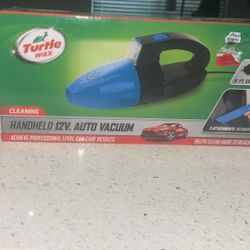 Turtle
wax
CLEANING
HANDHELD 12V. AUTO VACUUM
ACHIEVE PROFESSIONAL LEVEL CAR CARE RESULTS
HELPS CLEAN HARD TO REACH